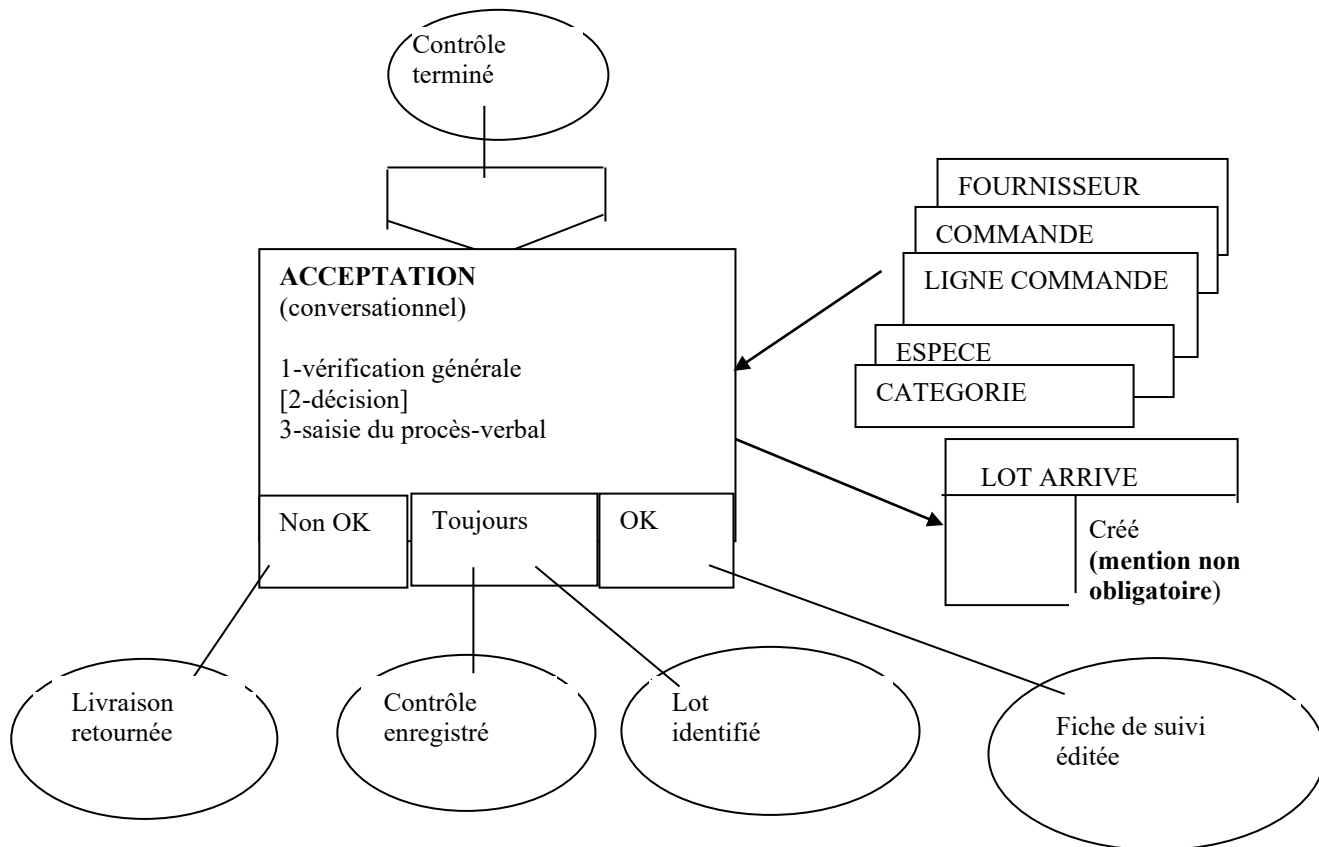 Contrôle
terminé
FOURNISSEUR
COMMANDE
LIGNE COMMANDE
ESPECE
CATEGORIE
ACCEPTATION
(conversationnel)
1-vérification générale
[2-décision]
3-saisie du procès-verbal
LOT ARRIVE
Créé
(mention non
obligatoire)
Non OK
Toujours
OK
Livraison
retournée
Contrôle
enregistré
Lot
identifié
Fiche de suivi
éditée